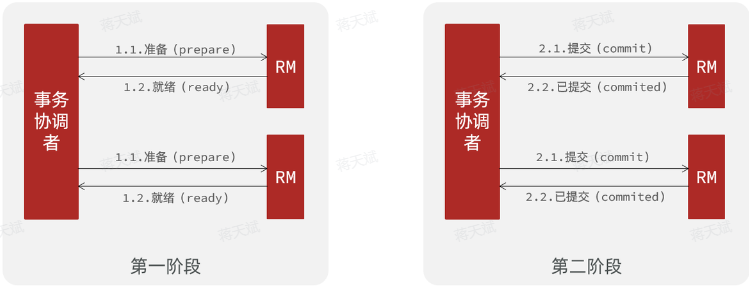 事务
协调
者
1.1.准备（prepare）
1.2.就绪（ready）
RM
1.1.准备（prepare）
1.2.就绪（ready）
RM
第一阶段
事务
协调
者
2.1.提交（commit）
2.2.已提交（commited）
RM
2.1.提交（commit）
2.2.已提交（commited）
RM
第二阶段
蒋天斌